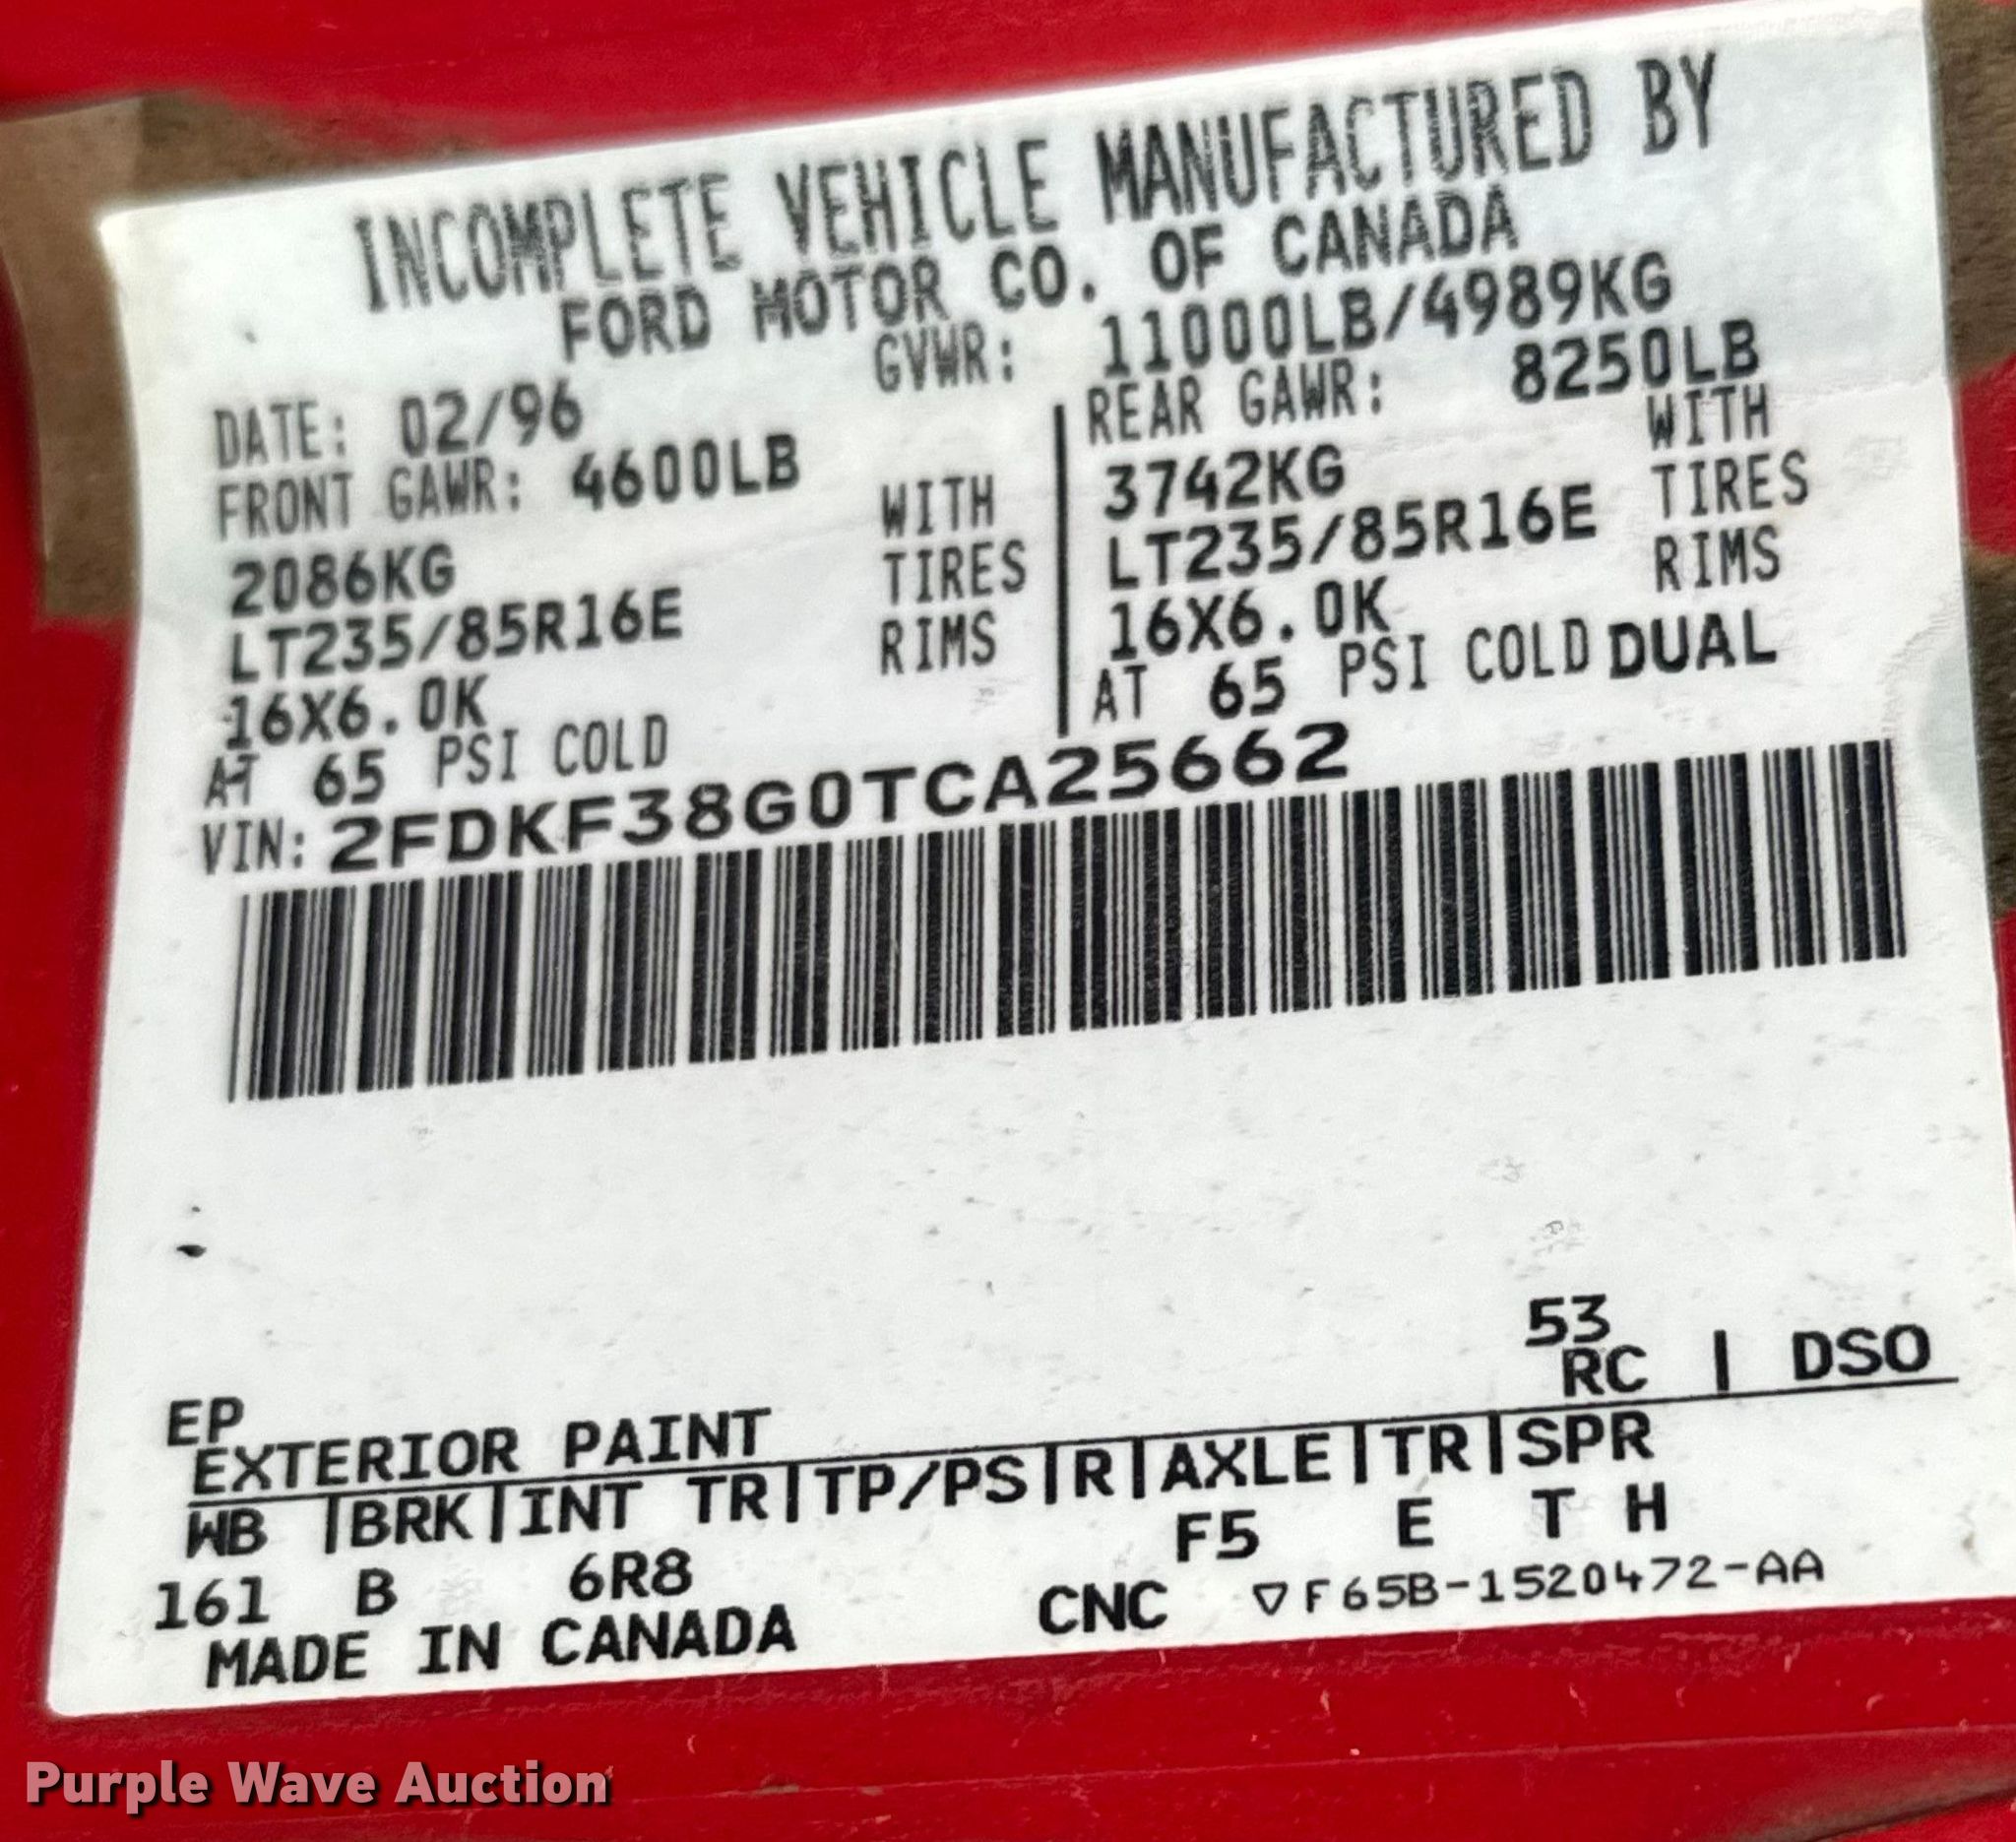 INCOMPLETE VEHICLE MANUFACTURED BY
FORD MOTOR CO. OF CANADA
DATE: 02/96 GVWR: 11000LB/4989KG
FRONT GAWR: 4600LB
2086KG WITH
LT235/85R16E TIRES
16X6.0K RIMS
AT 65 PSI COLD
REAR GAWR: 8250LB
3742KG WITH
LT235/85R16E TIRES
16X6.0K RIMS
AT 65 PSI COLD DUAL
VIN: 2FDKF38G0TCA25662
53
EP
EXTERIOR PAINT RC | DSO
WB |BRK|INT TR|TP/PS|R|AXLE|TR|SPR
161 B 6R8 F5 E T H
MADE IN CANADA CNC ▽F65B-1520472-AA
Purple Wave Auction